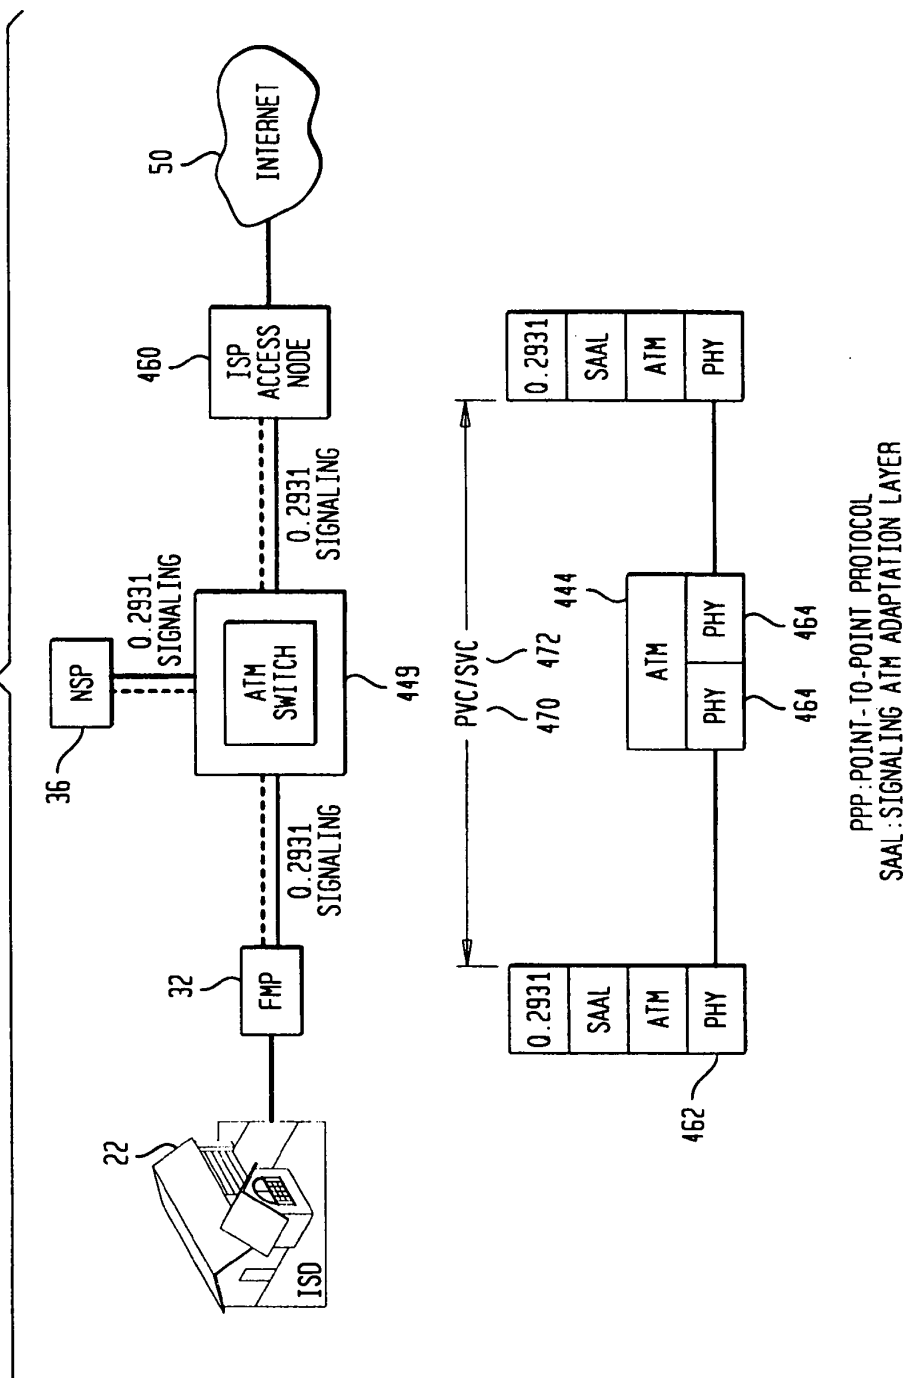 36
NSP
Q.2931
SIGNALING
22
ISD
32
FMP
Q.2931
SIGNALING
ATM
SWITCH
449
Q.2931
SIGNALING
460
ISP
ACCESS
NODE
50
INTERNET
PVC/SVC
470
472
Q.2931
SAAL
ATM
PHY
462
444
ATM
PHY
PHY
464
464
Q.2931
SAAL
ATM
PHY
PPP:POINT-TO-POINT PROTOCOL
SAAL:SIGNALING ATM ADAPTATION LAYER